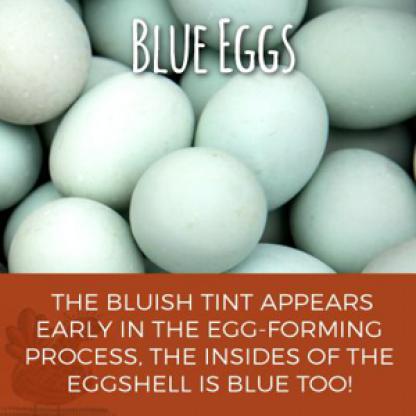 BLUE EGGS
THE BLUISH TINT APPEARS
EARLY IN THE EGG-FORMING
PROCESS, THE INSIDES OF THE
EGGSHELL IS BLUE TOO!